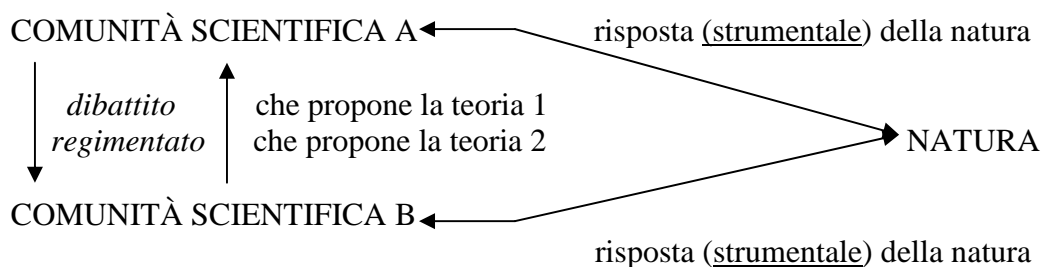 COMUNITÀ SCIENTIFICA A risposta (strumentale) della natura
dibattito che propone la teoria 1
regimentato che propone la teoria 2
NATURA
COMUNITÀ SCIENTIFICA B
risposta (strumentale) della natura